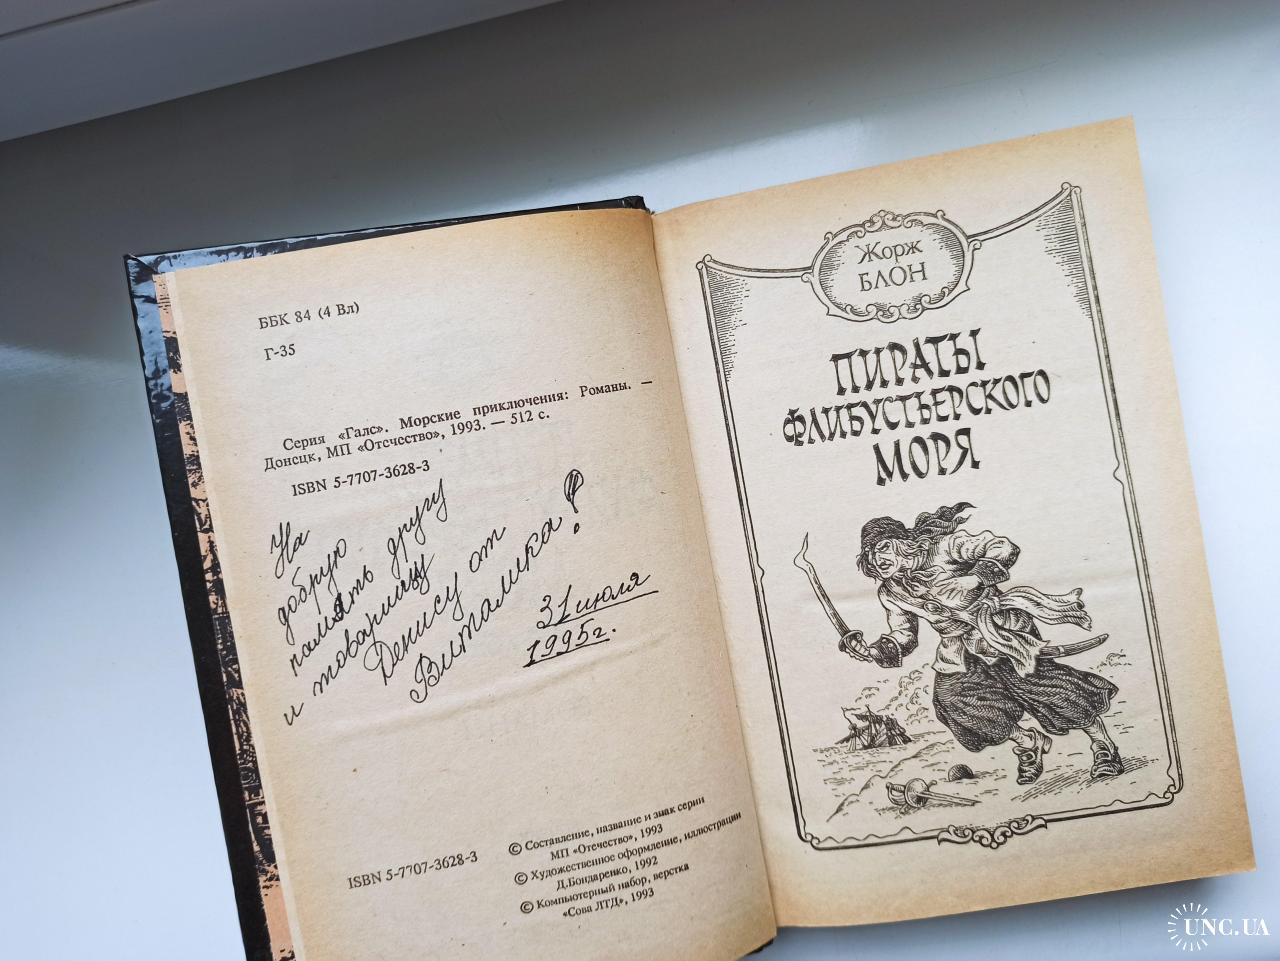 ББК 84 (4 Вл)
Г-35
Серия «Галс». Морские приключения: Романы. —
Донецк, МП «Отечество», 1993. — 512 с.
ISBN 5-7707-3628-3
На
добрую
память другу
и товарищу
Денису от
Виталика!
31 июля
1995г.
ISBN 5-7707-3628-3
© Составление, название и знак серии
МП «Отечество», 1993
© Художественное оформление, иллюстрации
Д.Бондаренко, 1992
© Компьютерный набор, верстка
«Сова ЛТД», 1993
Жорж
БЛОН
ПИРАТЫ
ФЛИБУСТЬЕРСКОГО
МОРЯ
UNC.UA